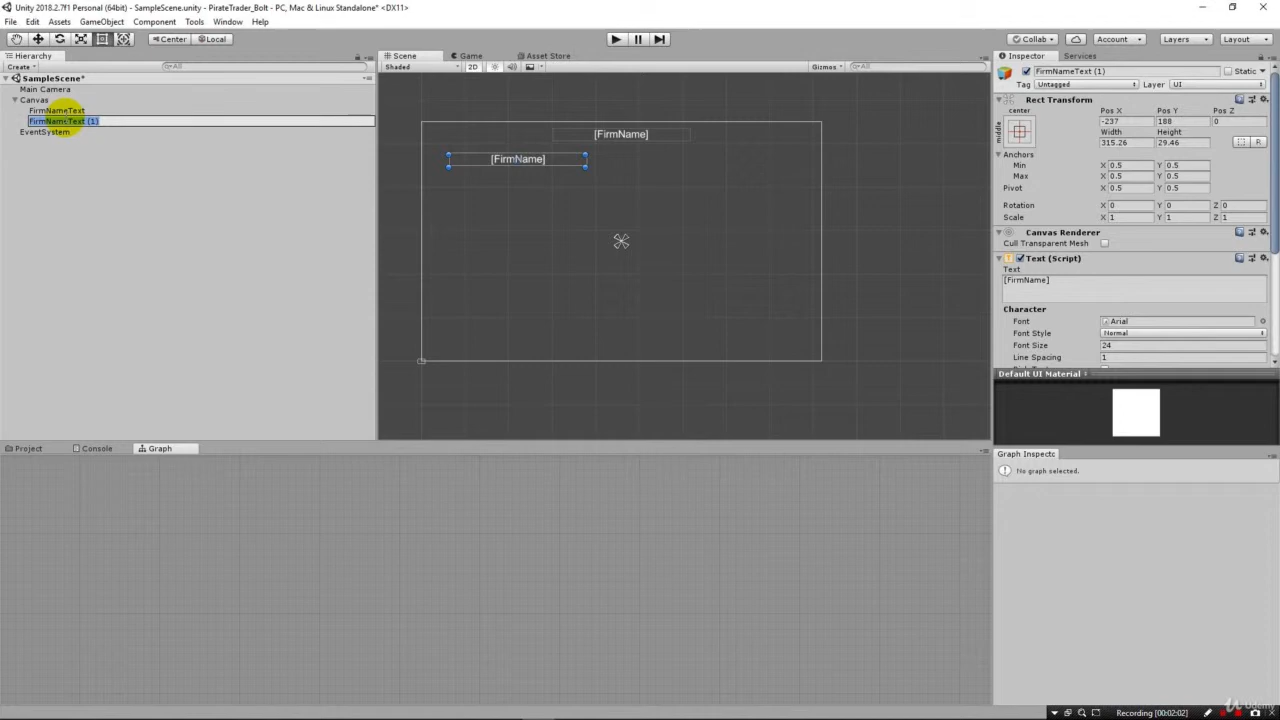 Unity 2018.2.7f1 Personal (64bit) - SampleScene.unity - PirateTrader_Bolt - PC, Mac & Linux Standalone* <DX11>
File Edit Assets GameObject Component Tools Window Help
Center Local Collab Account Layers Layout
Hierarchy Scene Game Asset Store Inspector Services
Create All Shaded 2D Gizmos All FirmNameText (1) Static
SampleScene*
Main Camera
Canvas
FirmNameText
FirmNameText (1)
EventSystem
[FirmName]
[FirmName]
Tag Untagged Layer UI
Rect Transform
center Pos X Pos Y Pos Z
middle -237 188 0
Width Height
315.26 29.46 R
Anchors
Min X 0.5 Y 0.5
Max X 0.5 Y 0.5
Pivot X 0.5 Y 0.5
Rotation X 0 Y 0 Z 0
Scale X 1 Y 1 Z 1
Canvas Renderer
Cull Transparent Mesh
Text (Script)
Text
[FirmName]
Character
Font Arial
Font Style Normal
Font Size 24
Line Spacing 1
Default UI Material
Project Console Graph
Graph Inspectc
No graph selected.
Recording [00:02:02]
Udemy